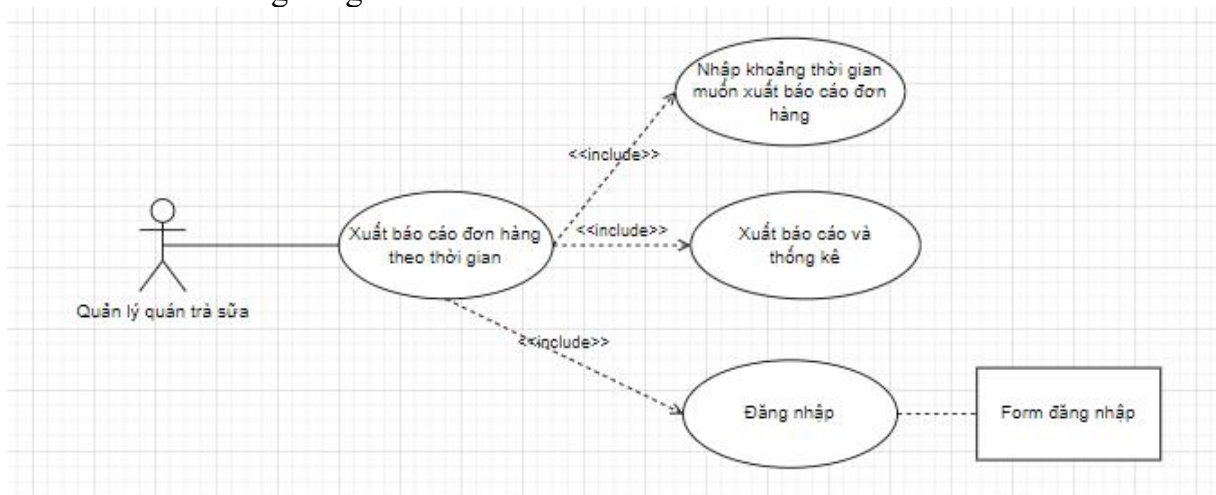 Nhập khoảng thời gian
muốn xuất báo cáo đơn
hàng
<<include>>
Xuất báo cáo đơn hàng
theo thời gian
<<include>>
Xuất báo cáo và
thống kê
Quản lý quán trà sữa
<<include>>
Đăng nhập
Form đăng nhập